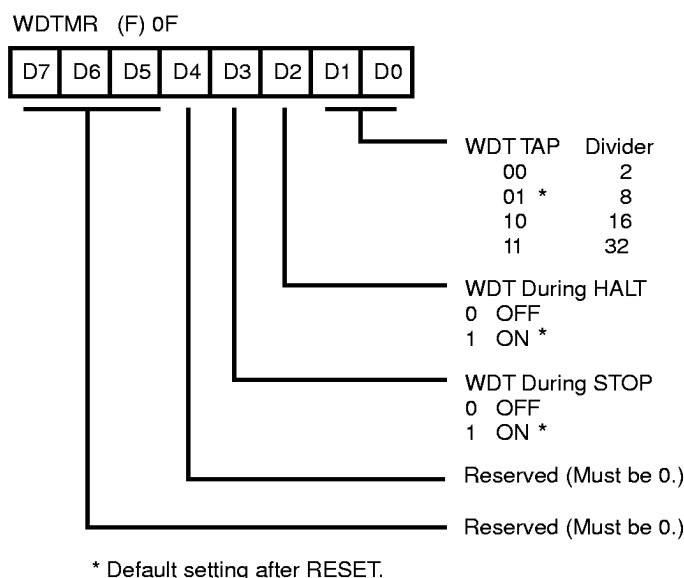 WDTMR (F) 0F
D7 D6 D5 D4 D3 D2 D1 D0
WDT TAP Divider
00 2
01 * 8
10 16
11 32
WDT During HALT
0 OFF
1 ON *
WDT During STOP
0 OFF
1 ON *
Reserved (Must be 0.)
Reserved (Must be 0.)
* Default setting after RESET.